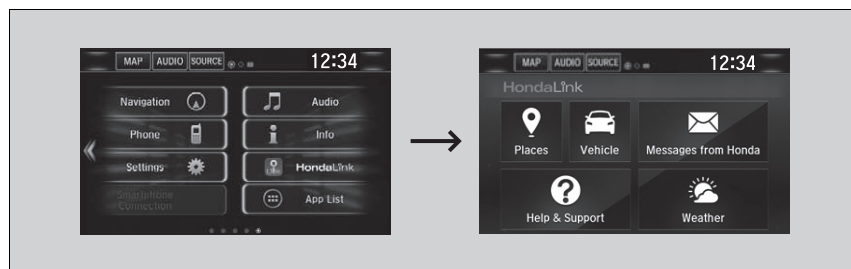 MAP AUDIO SOURCE 12:34
Navigation Audio
Phone Info
Settings HondaLink
Smartphone
Connection
App List
MAP AUDIO SOURCE 12:34
HondaLink
Places Vehicle Messages from Honda
Help & Support Weather